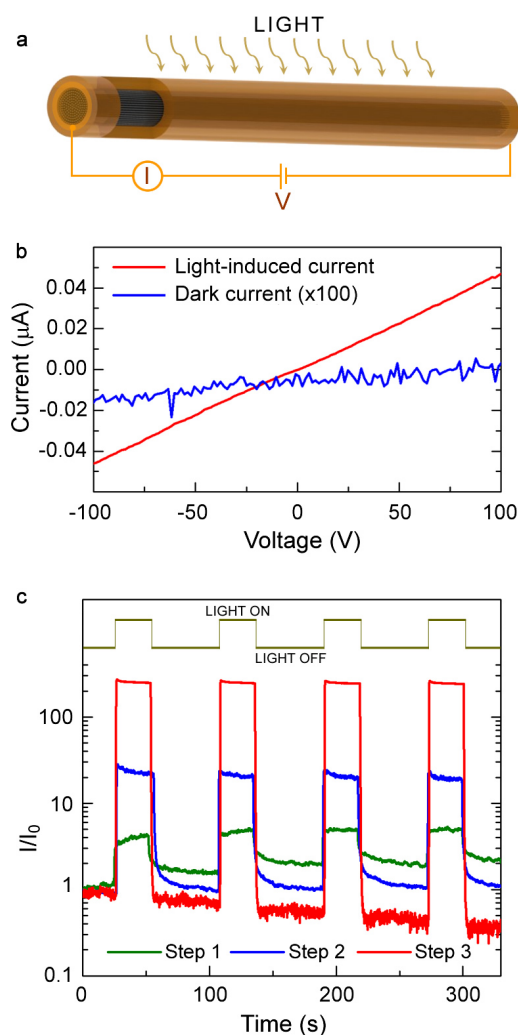 a
LIGHT
I
V
b
Light-induced current
Dark current (x100)
0.04
0.02
0.00
-0.02
-0.04
Current (μA)
-100 -50 0 50 100
Voltage (V)
c
LIGHT ON
LIGHT OFF
100
10
1
0.1
I/I0
Step 1 Step 2 Step 3
0 100 200 300
Time (s)